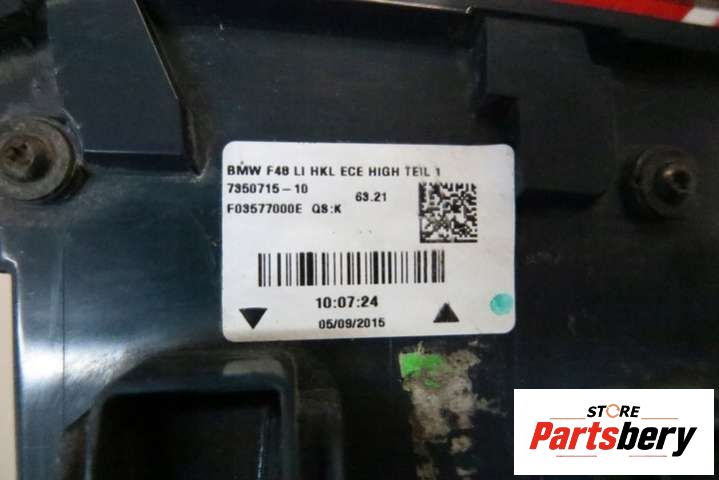 BMW F48 LI HKL ECE HIGH TEIL 1
7350715-10 63.21
F03577000E QS:K
10:07:24
05/09/2015
STORE
Partsbery